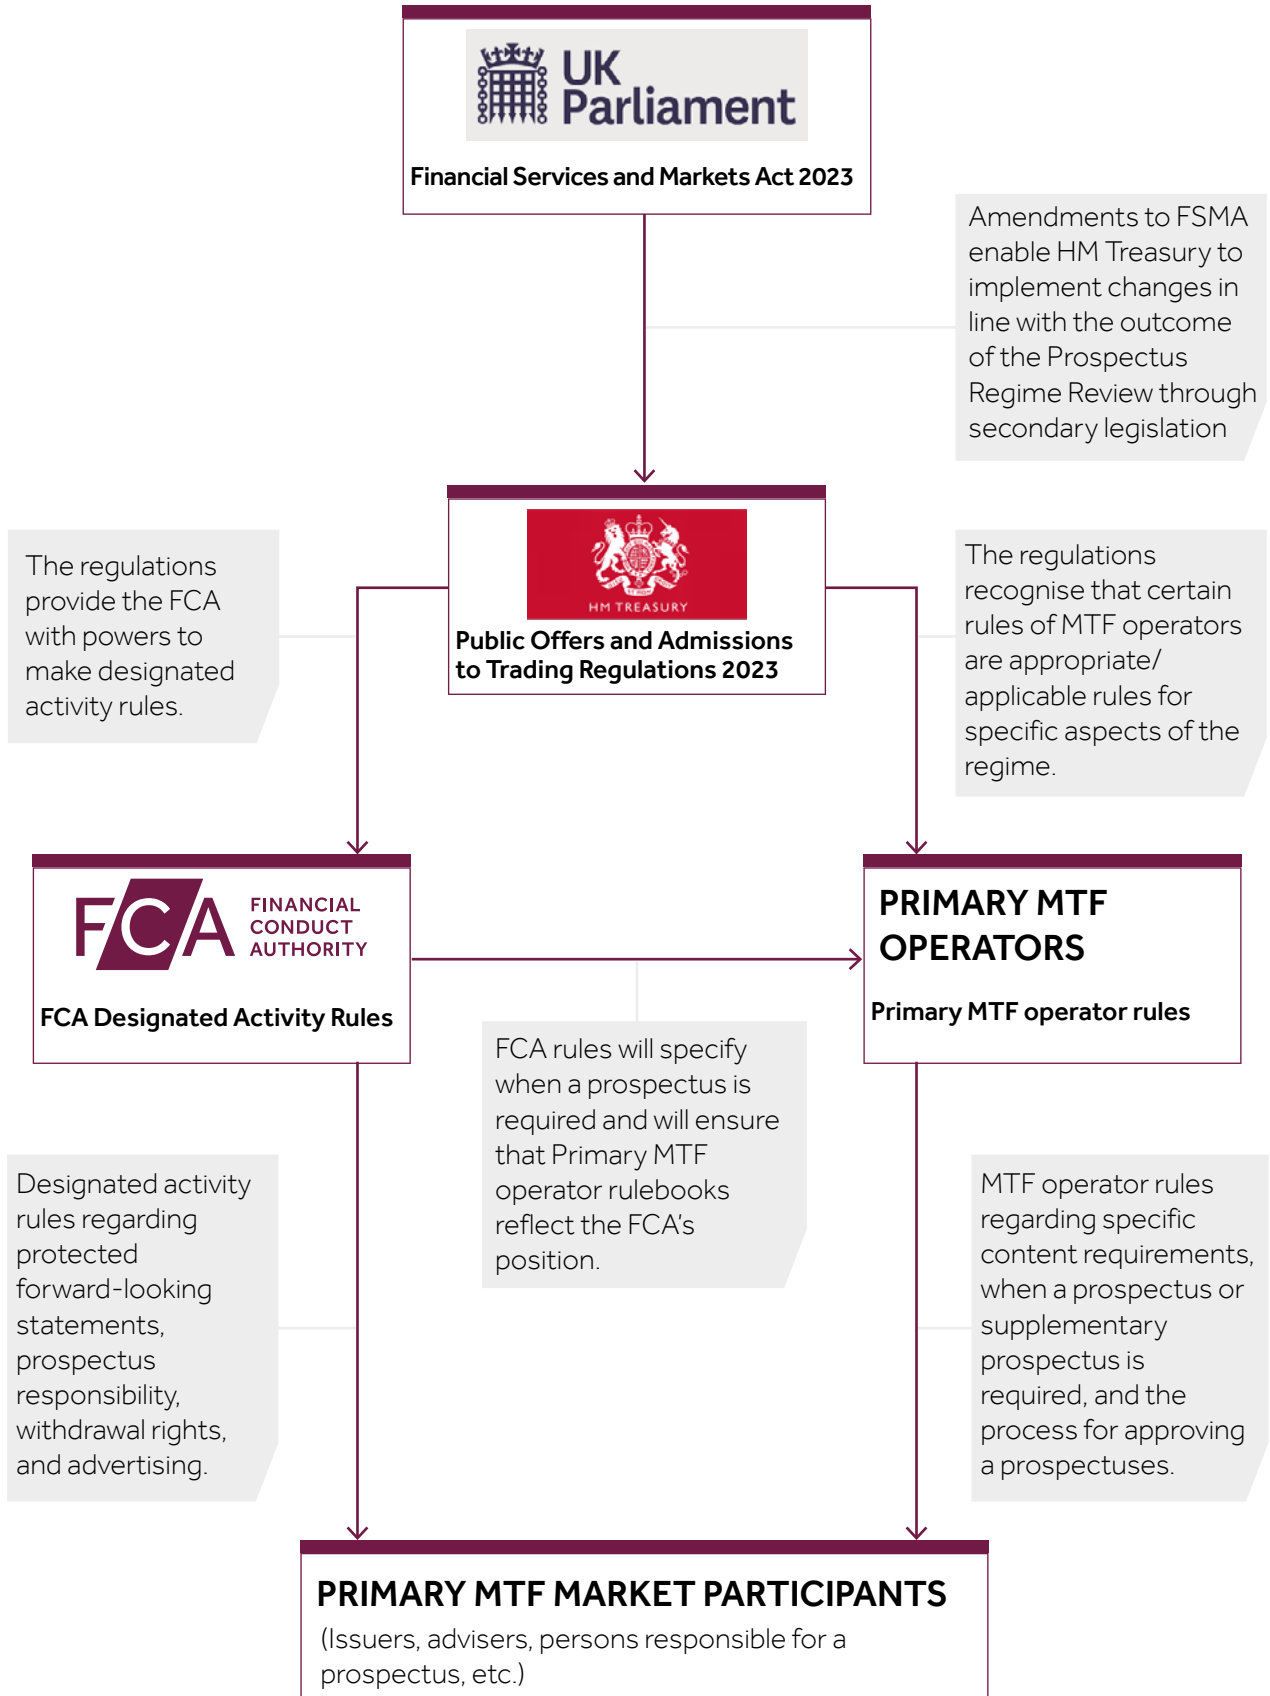 UK
Parliament
Financial Services and Markets Act 2023
Amendments to FSMA
enable HM Treasury to
implement changes in
line with the outcome
of the Prospectus
Regime Review through
secondary legislation
HM TREASURY
Public Offers and Admissions
to Trading Regulations 2023
The regulations
provide the FCA
with powers to
make designated
activity rules.
The regulations
recognise that certain
rules of MTF operators
are appropriate/
applicable rules for
specific aspects of the
regime.
FCA FINANCIAL
CONDUCT
AUTHORITY
FCA Designated Activity Rules
PRIMARY MTF
OPERATORS
Primary MTF operator rules
FCA rules will specify
when a prospectus is
required and will ensure
that Primary MTF
operator rulebooks
reflect the FCA's
position.
Designated activity
rules regarding
protected
forward-looking
statements,
prospectus
responsibility,
withdrawal rights,
and advertising.
MTF operator rules
regarding specific
content requirements,
when a prospectus or
supplementary
prospectus is
required, and the
process for approving
a prospectuses.
PRIMARY MTF MARKET PARTICIPANTS
(Issuers, advisers, persons responsible for a
prospectus, etc.)